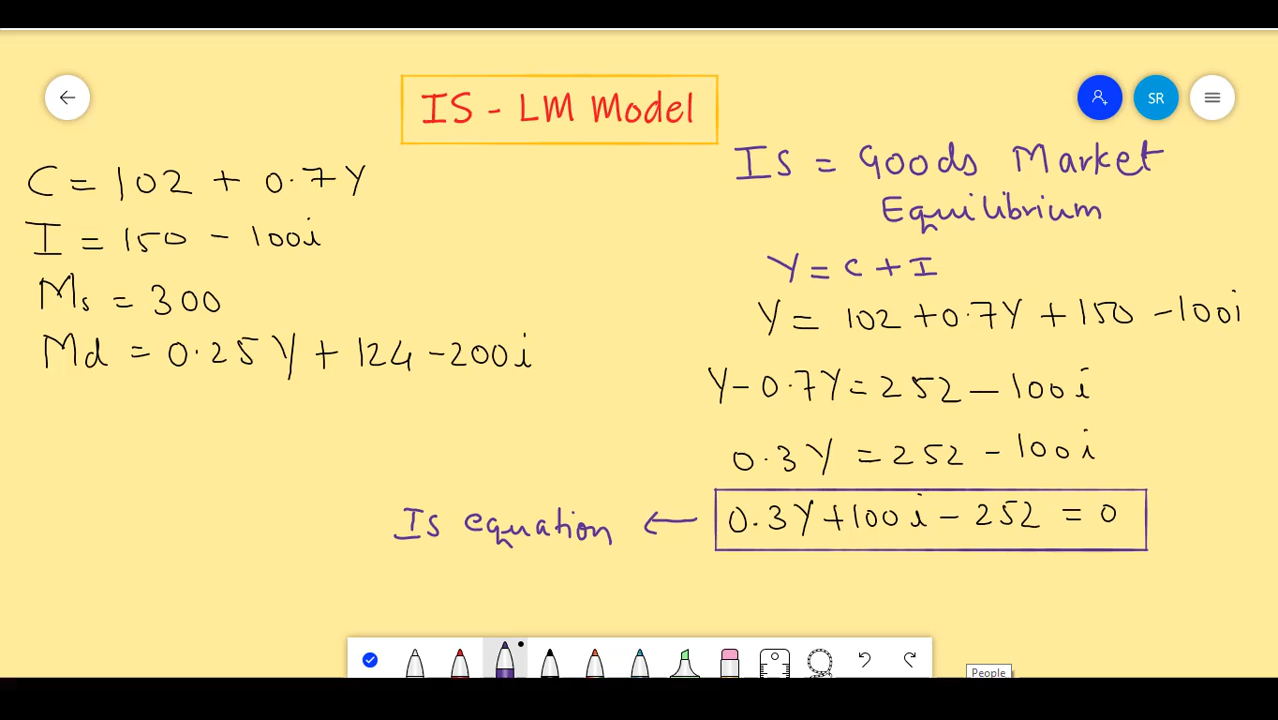 IS - LM Model
SR
C = 102 + 0.7Y
I = 150 - 100i
Ms = 300
Md = 0.25Y + 124 - 200i
IS = Goods Market
Equilibrium
Y = C + I
Y = 102 + 0.7Y + 150 - 100i
Y - 0.7Y = 252 - 100i
0.3Y = 252 - 100i
Is equation ← 0.3Y + 100i - 252 = 0
People